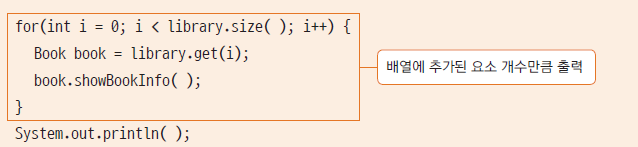 for(int i = 0; i < library.size( ); i++) {
Book book = library.get(i);
book.showBookInfo( );
}
System.out.println( );
배열에 추가된 요소 개수만큼 출력